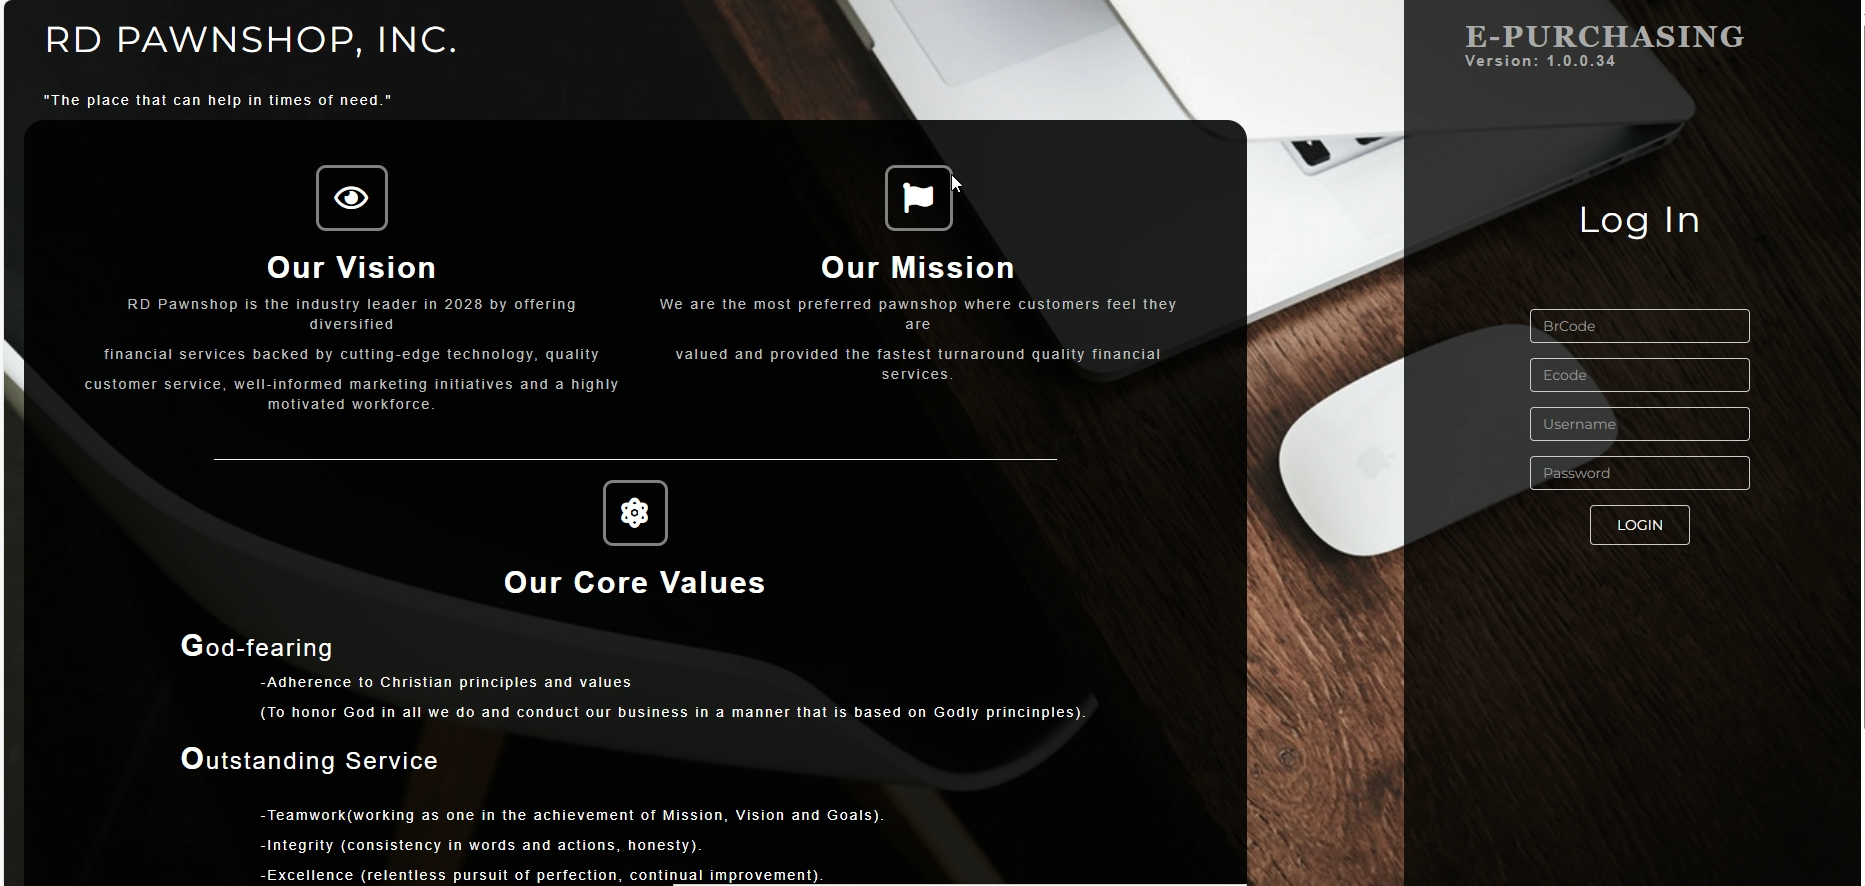 RD PAWNSHOP, INC.
"The place that can help in times of need."
Our Vision
RD Pawnshop is the industry leader in 2028 by offering
diversified
financial services backed by cutting-edge technology, quality
customer service, well-informed marketing initiatives and a highly
motivated workforce.
Our Mission
We are the most preferred pawnshop where customers feel they
are
valued and provided the fastest turnaround quality financial
services.
Our Core Values
God-fearing
-Adherence to Christian principles and values
(To honor God in all we do and conduct our business in a manner that is based on Godly princinples).
Outstanding Service
-Teamwork(working as one in the achievement of Mission, Vision and Goals).
-Integrity (consistency in words and actions, honesty).
-Excellence (relentless pursuit of perfection, continual improvement).
E-PURCHASING
Version: 1.0.0.34
Log In
BrCode
Ecode
Username
Password
LOGIN